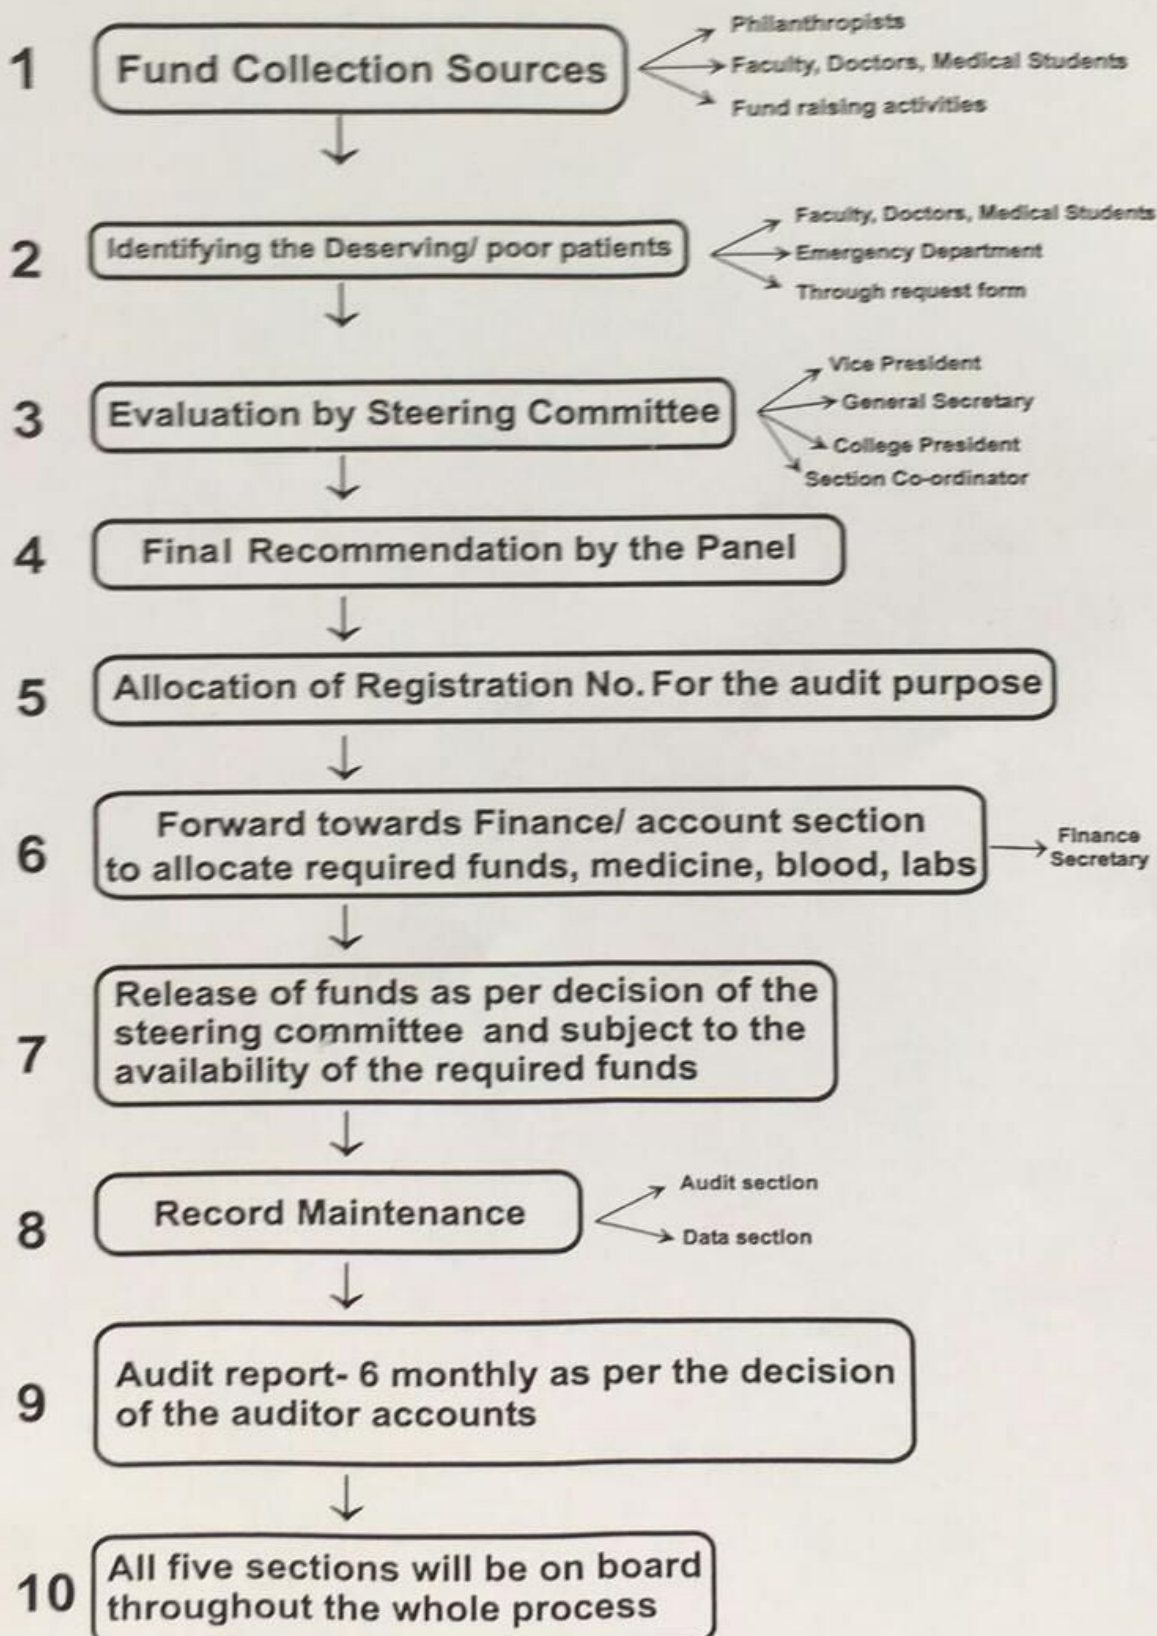 1
Fund Collection Sources
Philanthropists
Faculty, Doctors, Medical Students
Fund raising activities
2
Identifying the Deserving/ poor patients
Faculty, Doctors, Medical Students
Emergency Department
Through request form
3
Evaluation by Steering Committee
Vice President
General Secretary
College President
Section Co-ordinator
4
Final Recommendation by the Panel
5
Allocation of Registration No. For the audit purpose
6
Forward towards Finance/ account section
to allocate required funds, medicine, blood, labs
Finance
Secretary
7
Release of funds as per decision of the
steering committee and subject to the
availability of the required funds
8
Record Maintenance
Audit section
Data section
9
Audit report- 6 monthly as per the decision
of the auditor accounts
10
All five sections will be on board
throughout the whole process